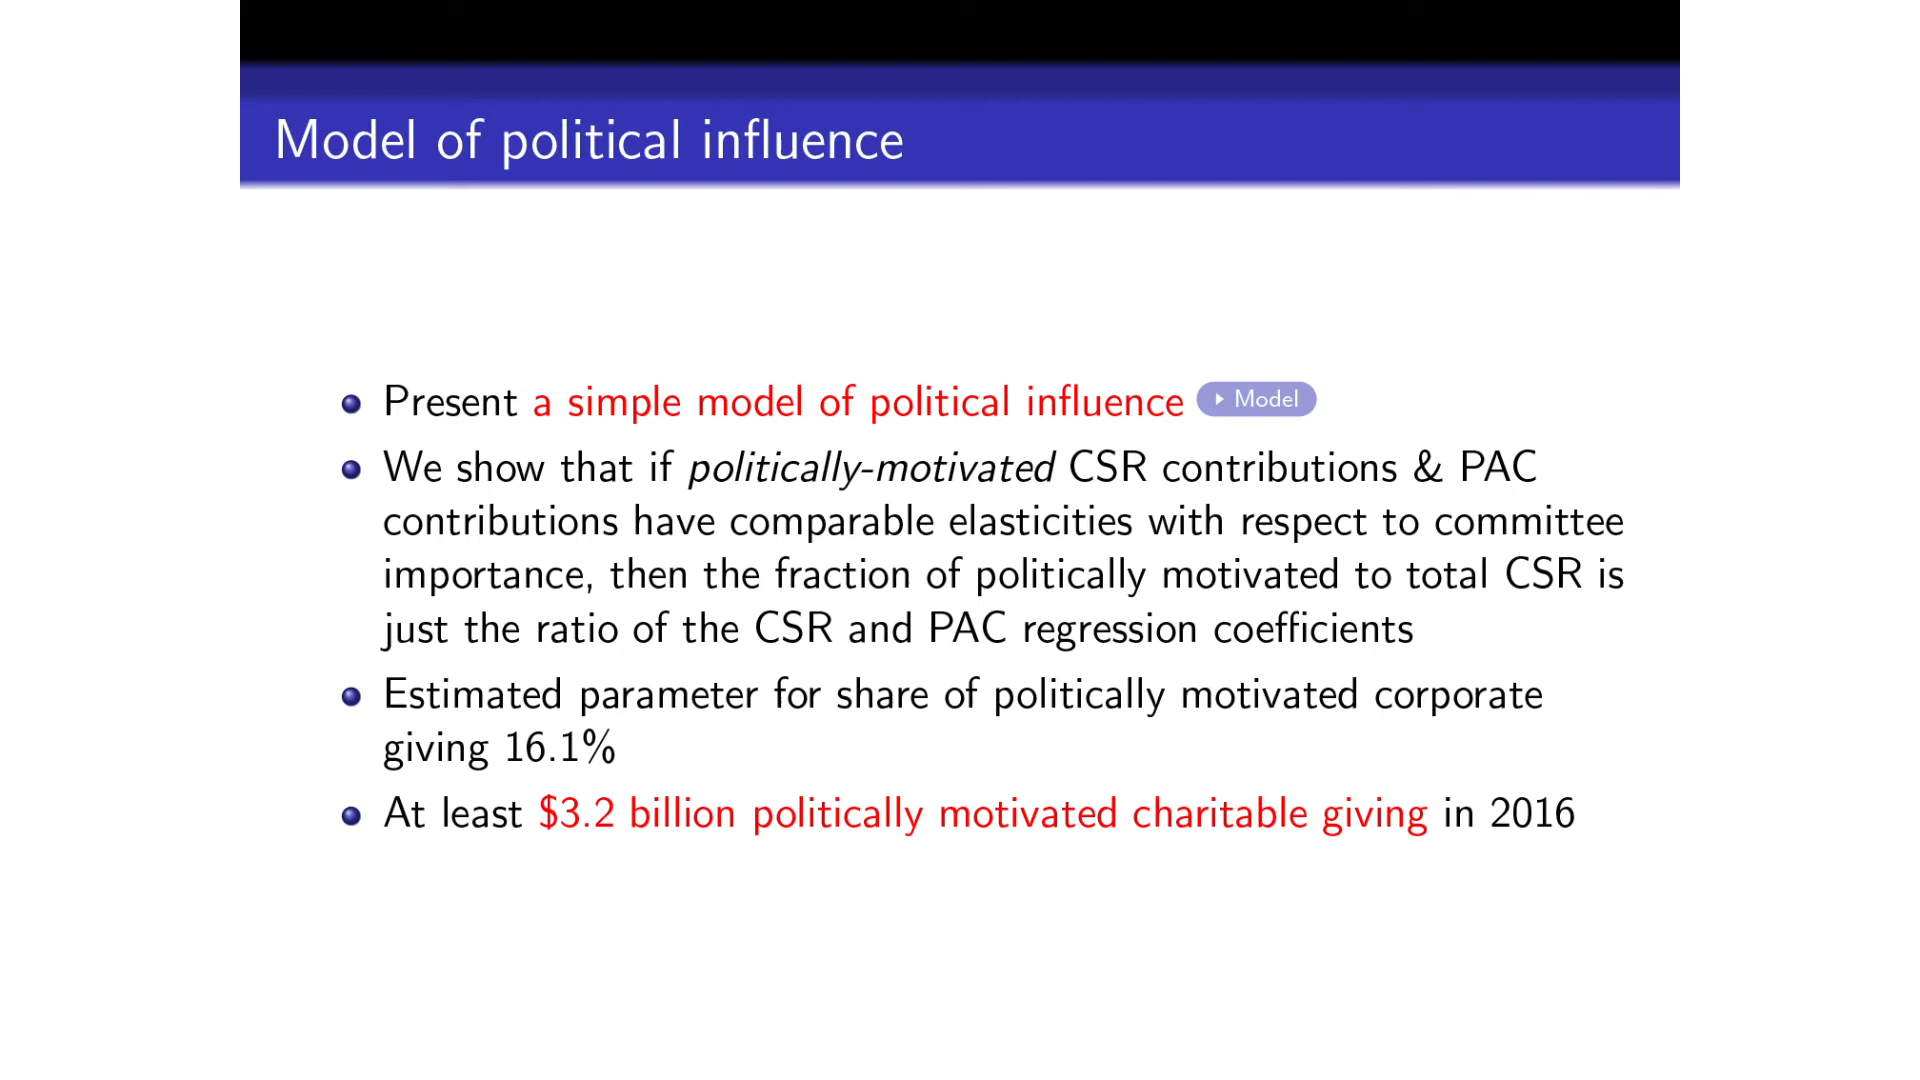 Model of political influence
Present a simple model of political influence Model
We show that if politically-motivated CSR contributions & PAC
contributions have comparable elasticities with respect to committee
importance, then the fraction of politically motivated to total CSR is
just the ratio of the CSR and PAC regression coefficients
Estimated parameter for share of politically motivated corporate
giving 16.1%
At least $3.2 billion politically motivated charitable giving in 2016